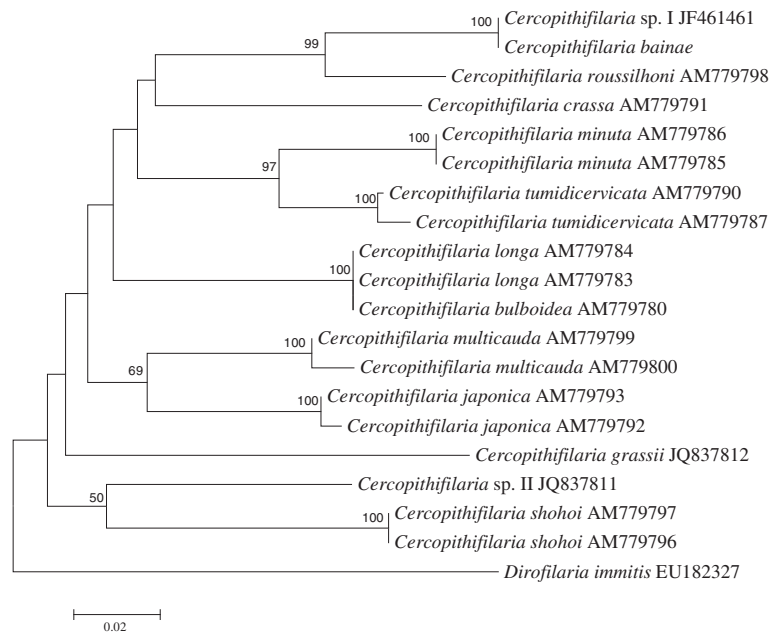 100
Cercopithifilaria sp. I JF461461
99
Cercopithifilaria bainae
Cercopithifilaria roussilhoni AM779798
Cercopithifilaria crassa AM779791
100
Cercopithifilaria minuta AM779786
97
Cercopithifilaria minuta AM779785
100
Cercopithifilaria tumidicervicata AM779790
Cercopithifilaria tumidicervicata AM779787
Cercopithifilaria longa AM779784
100
Cercopithifilaria longa AM779783
Cercopithifilaria bulboidea AM779780
100
Cercopithifilaria multicauda AM779799
69
Cercopithifilaria multicauda AM779800
100
Cercopithifilaria japonica AM779793
Cercopithifilaria japonica AM779792
Cercopithifilaria grassii JQ837812
50
Cercopithifilaria sp. II JQ837811
100
Cercopithifilaria shohoi AM779797
Cercopithifilaria shohoi AM779796
Dirofilaria immitis EU182327
0.02